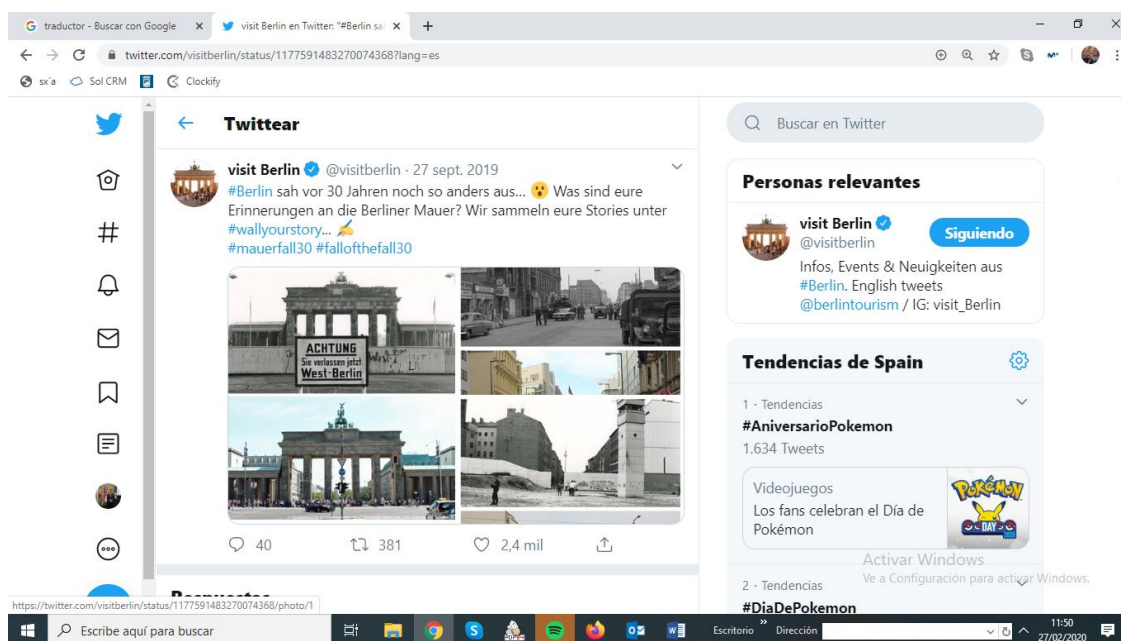 traductor - Buscar con Google
visit Berlin en Twitter: "#Berlin sa
twitter.com/visitberlin/status/1177591483270074368?lang=es
sx´a
Sol CRM
Clockify
Twittear
visit Berlin @visitberlin · 27 sept. 2019
#Berlin sah vor 30 Jahren noch so anders aus... 😮 Was sind eure
Erinnerungen an die Berliner Mauer? Wir sammeln eure Stories unter
#wallyourstory... ✍
#mauerfall30 #fallofthefall30
ACHTUNG
Sie verlassen jetzt
West-Berlin
40
381
2,4 mil
Respuestas
Buscar en Twitter
Personas relevantes
visit Berlin
@visitberlin
Siguiendo
Infos, Events & Neuigkeiten aus
#Berlin. English tweets
@berlintourism / IG: visit_Berlin
Tendencias de Spain
1 · Tendencias
#AniversarioPokemon
1.634 Tweets
Videojuegos
Los fans celebran el Día de
Pokémon
POKÉMON
DAY
2 · Tendencias
#DiaDePokemon
Activar Windows
Ve a Configuración para activar Windows.
https://twitter.com/visitberlin/status/1177591483270074368/photo/1
Escribe aquí para buscar
Escritorio
Dirección
11:50
27/02/2020